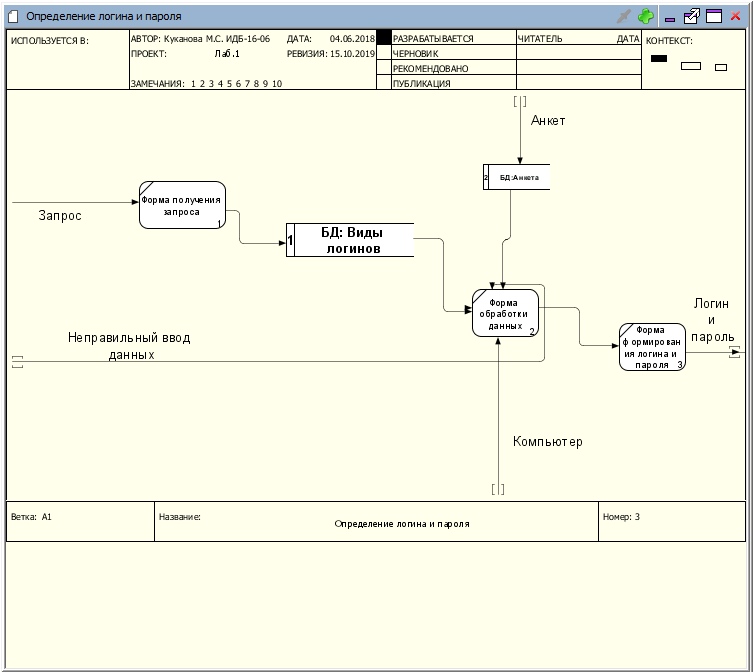 Определение логина и пароля
ИСПОЛЬЗУЕТСЯ В:
АВТОР: Куканова М.С. ИДБ-16-06
ДАТА: 04.06.2018
ПРОЕКТ: Лаб.1
РЕВИЗИЯ: 15.10.2019
ЗАМЕЧАНИЯ: 1 2 3 4 5 6 7 8 9 10
РАЗРАБАТЫВАЕТСЯ
ЧЕРНОВИК
РЕКОМЕНДОВАНО
ПУБЛИКАЦИЯ
ЧИТАТЕЛЬ
ДАТА
КОНТЕКСТ:
Анкет
2
БД:Анкета
Запрос
Форма получения
запроса
1
1
БД: Виды
логинов
Форма
обработки
данных
2
Логин
и
пароль
Форма
формирован
ия логина и
пароля
3
Неправильный ввод
данных
Компьютер
Ветка: A1
Название:
Определение логина и пароля
Номер: 3